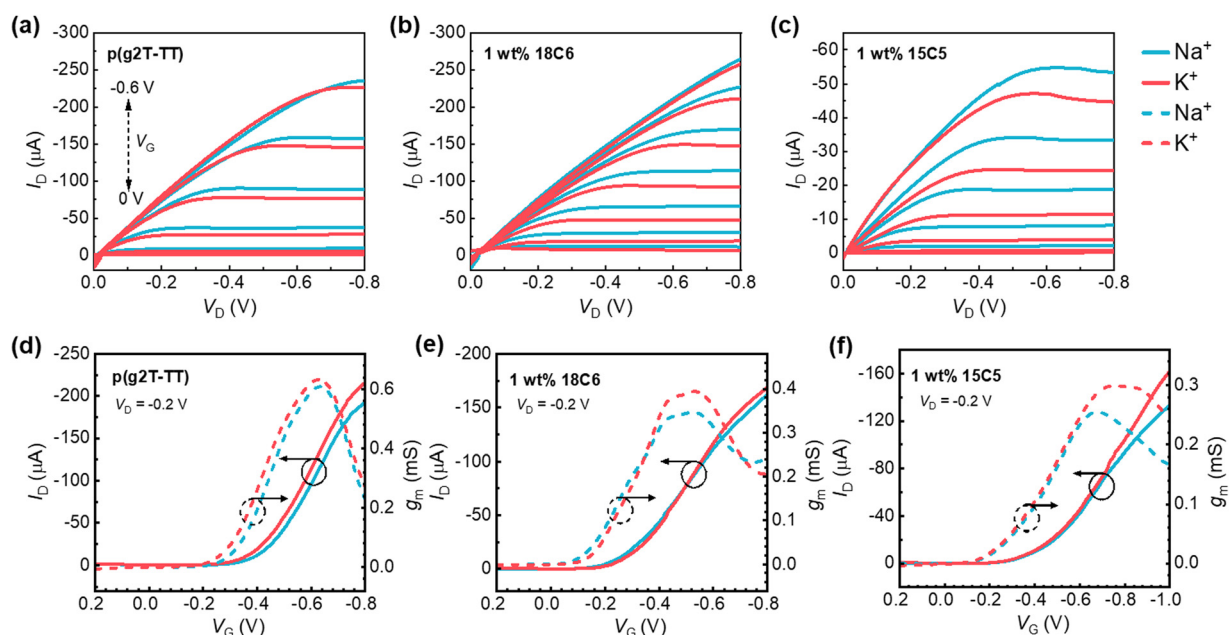 (a)
p(g2T-TT)
-0.6 V
V_G
0 V
-300
-250
-200
-150
-100
-50
0
I_D (µA)
0.0 -0.2 -0.4 -0.6 -0.8
V_D (V)
(b)
1 wt% 18C6
-300
-250
-200
-150
-100
-50
0
I_D (µA)
0.0 -0.2 -0.4 -0.6 -0.8
V_D (V)
(c)
1 wt% 15C5
-60
-50
-40
-30
-20
-10
0
I_D (µA)
0.0 -0.2 -0.4 -0.6 -0.8
V_D (V)
Na⁺
K⁺
Na⁺
K⁺
(d)
p(g2T-TT)
V_D = -0.2 V
-250
-200
-150
-100
-50
0
I_D (µA)
0.6
0.4
0.2
0.0
g_m (mS)
0.2 0.0 -0.2 -0.4 -0.6 -0.8
V_G (V)
(e)
1 wt% 18C6
V_D = -0.2 V
-250
-200
-150
-100
-50
0
I_D (µA)
0.4
0.3
0.2
0.1
0.0
g_m (mS)
0.2 0.0 -0.2 -0.4 -0.6 -0.8
V_G (V)
(f)
1 wt% 15C5
V_D = -0.2 V
-160
-120
-80
-40
0
I_D (µA)
0.3
0.2
0.1
0.0
g_m (mS)
0.2 0.0 -0.2 -0.4 -0.6 -0.8 -1.0
V_G (V)